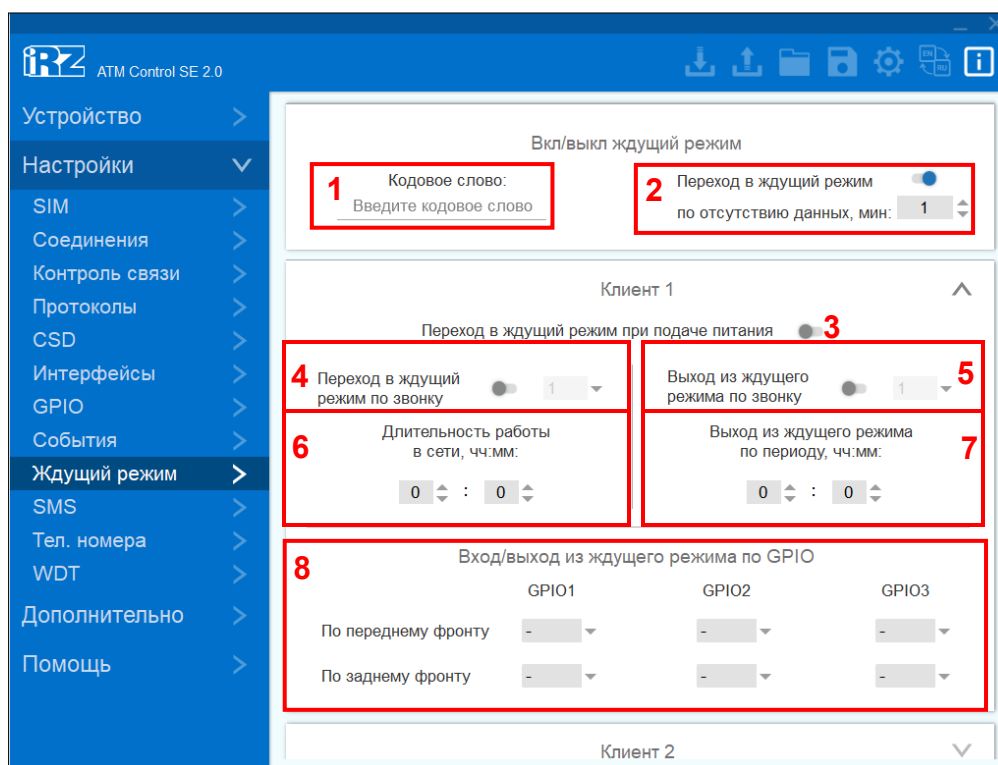 iRZ ATM Control SE 2.0
EN RU i
Устройство
Настройки
SIM
Соединения
Контроль связи
Протоколы
CSD
Интерфейсы
GPIO
События
Ждущий режим
SMS
Тел. номера
WDT
Дополнительно
Помощь
Вкл/выкл ждущий режим
1
Кодовое слово:
Введите кодовое слово
2
Переход в ждущий режим
по отсутствию данных, мин: 1
Клиент 1
Переход в ждущий режим при подаче питания 3
4
Переход в ждущий
режим по звонку 1
5
Выход из ждущего
режима по звонку 1
6
Длительность работы
в сети, чч:мм:
0 : 0
7
Выход из ждущего режима
по периоду, чч:мм:
0 : 0
8
Вход/выход из ждущего режима по GPIO
GPIO1 GPIO2 GPIO3
По переднему фронту - - -
По заднему фронту - - -
Клиент 2